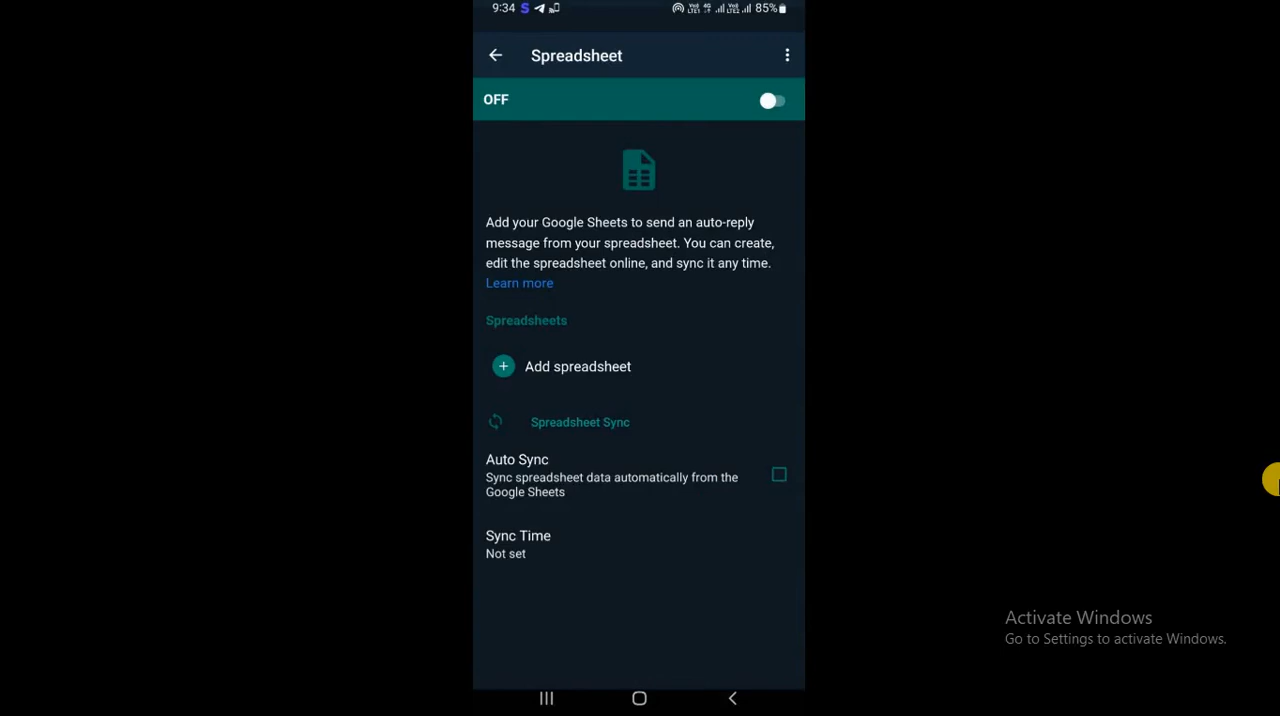 9:34 S 85%
Spreadsheet
OFF
Add your Google Sheets to send an auto-reply
message from your spreadsheet. You can create,
edit the spreadsheet online, and sync it any time.
Learn more
Spreadsheets
+ Add spreadsheet
Spreadsheet Sync
Auto Sync
Sync spreadsheet data automatically from the
Google Sheets
Sync Time
Not set
Activate Windows
Go to Settings to activate Windows.